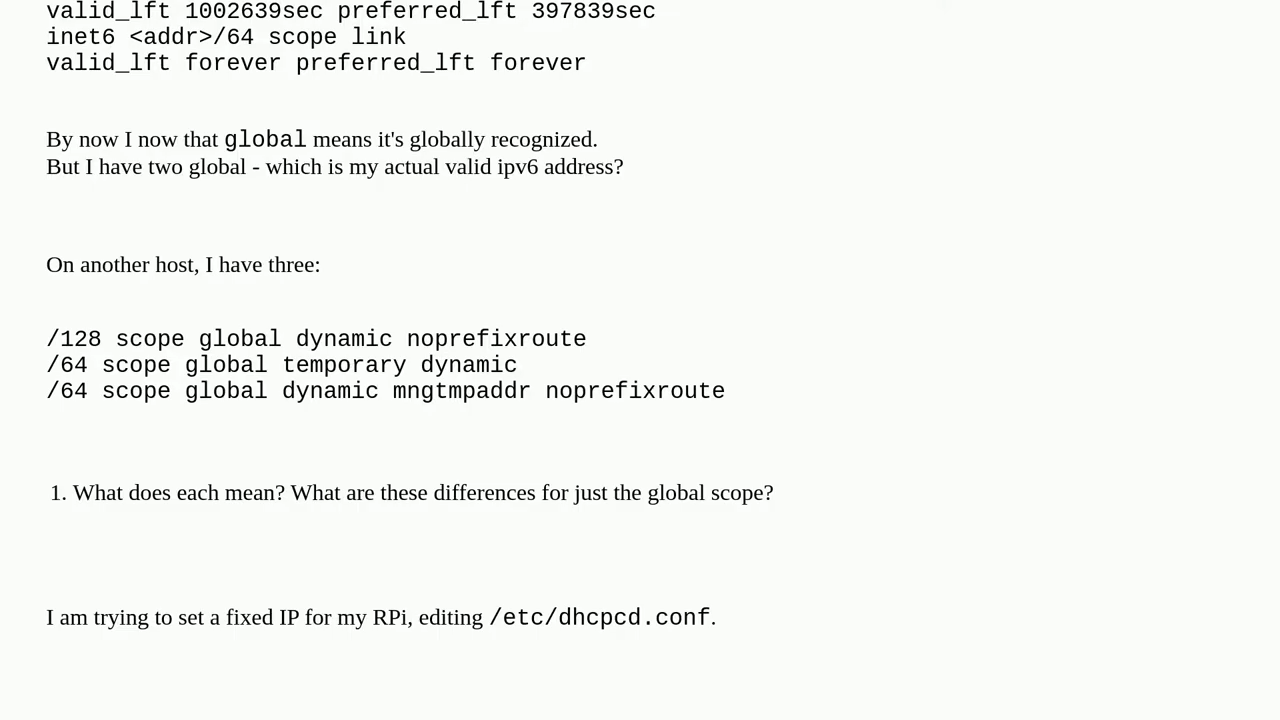 valid_lft 1002639sec preferred_lft 397839sec
inet6 <addr>/64 scope link
valid_lft forever preferred_lft forever
By now I now that global means it's globally recognized.
But I have two global - which is my actual valid ipv6 address?
On another host, I have three:
/128 scope global dynamic noprefixroute
/64 scope global temporary dynamic
/64 scope global dynamic mngtmpaddr noprefixroute
1. What does each mean? What are these differences for just the global scope?
I am trying to set a fixed IP for my RPi, editing /etc/dhcpcd.conf.